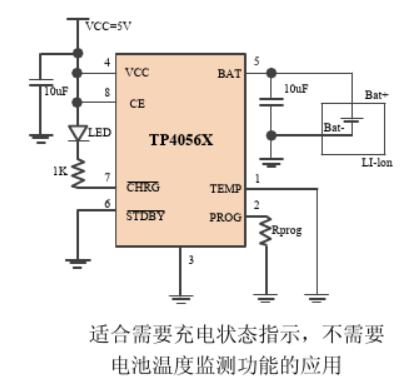 VCC=5V
4
VCC
BAT
5
10uF
8
CE
10uF
Bat+
LED
TP4056X
Bat-
LI-lon
1K
7
CHRG
TEMP
1
6
STDBY
PROG
2
Rprog
3
适合需要充电状态指示，不需要
电池温度监测功能的应用